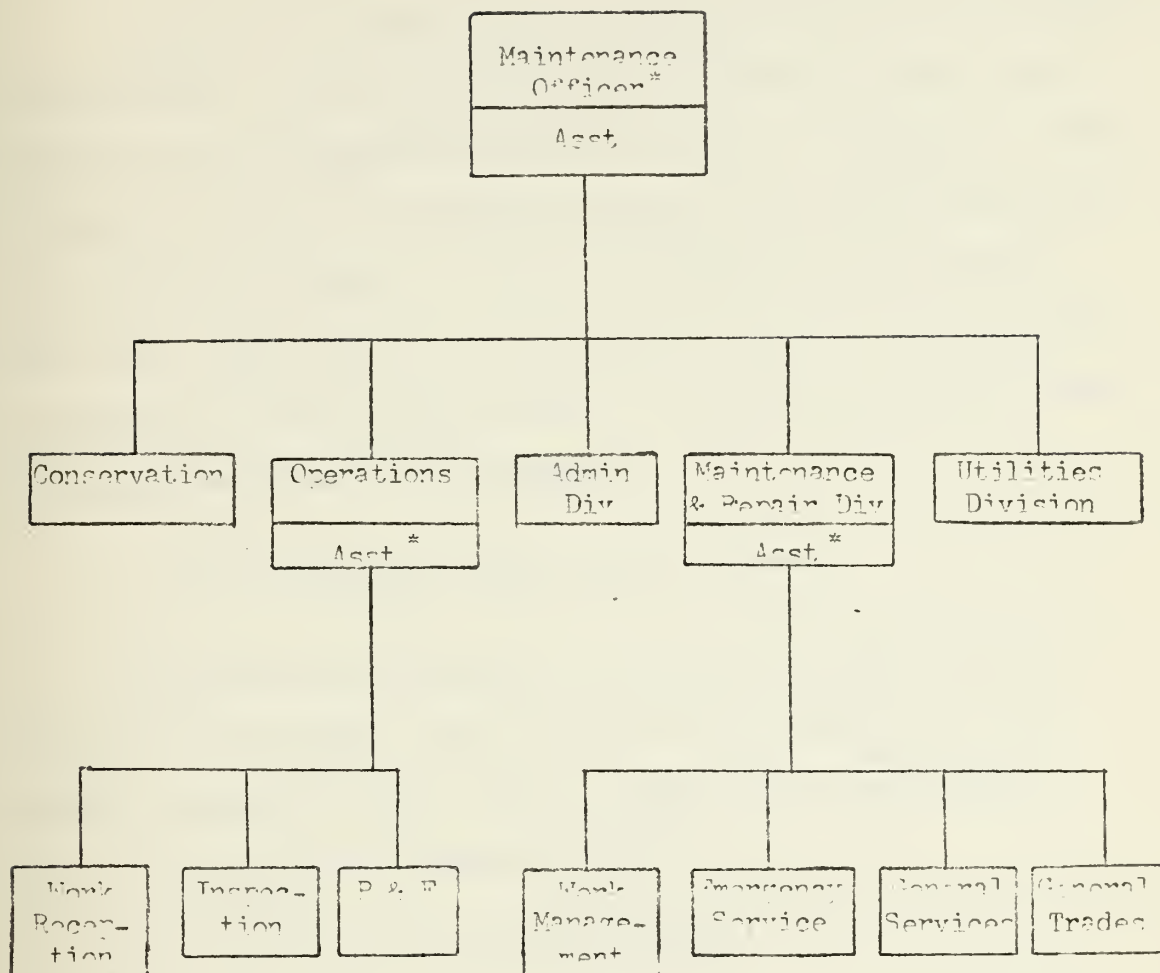 Maintenance
Officer*
Asst
Conservation
Operations
Asst*
Admin
Div
Maintenance
& Repair Div
Asst*
Utilities
Division
Work
Recep-
tion
Inspec-
tion
P & E
Work
Manage-
ment
Emergency
Service
General
Services
General
Trades